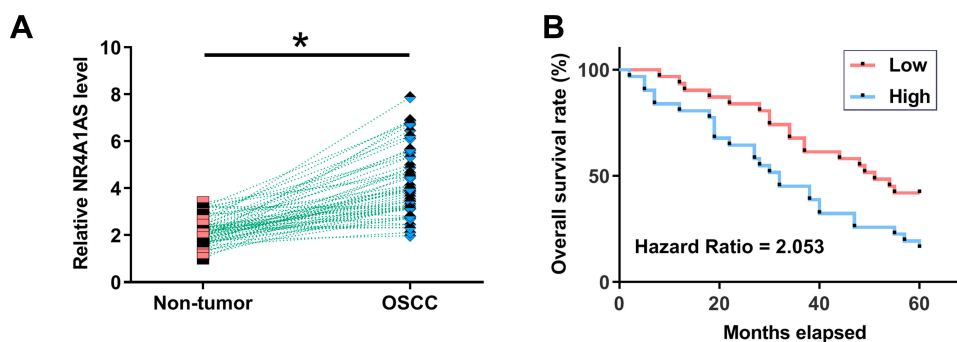 A
*
Relative NR4A1AS level
10
8
6
4
2
0
Non-tumor
OSCC
B
Overall survival rate (%)
100
50
0
Low
High
Hazard Ratio = 2.053
0
20
40
60
Months elapsed